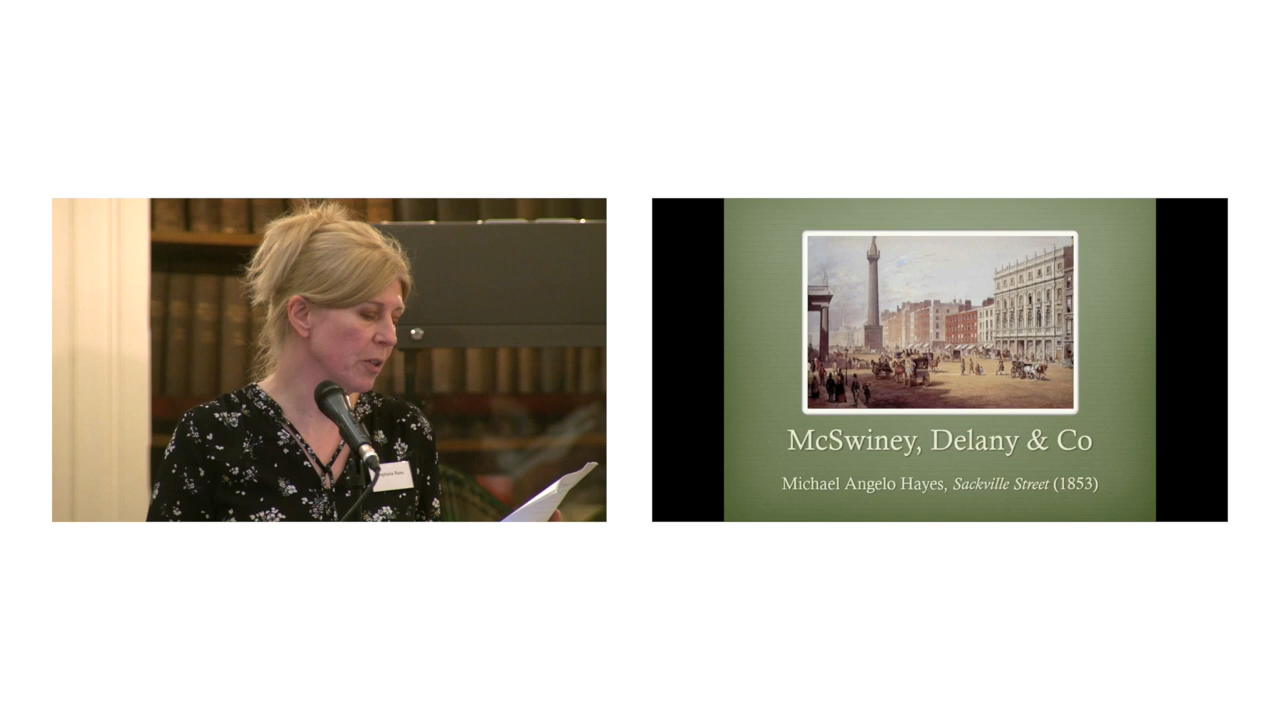 McSwiney, Delany & Co
Michael Angelo Hayes, Sackville Street (1853)